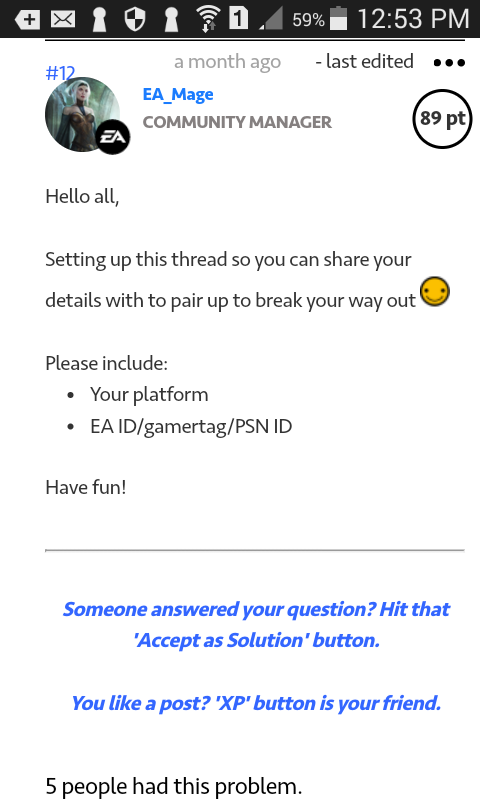 1 59% 12:53 PM
a month ago - last edited
#12
EA_Mage
COMMUNITY MANAGER
89 pt
EA
Hello all,
Setting up this thread so you can share your
details with to pair up to break your way out
Please include:
• Your platform
• EA ID/gamertag/PSN ID
Have fun!
Someone answered your question? Hit that
'Accept as Solution' button.
You like a post? 'XP' button is your friend.
5 people had this problem.